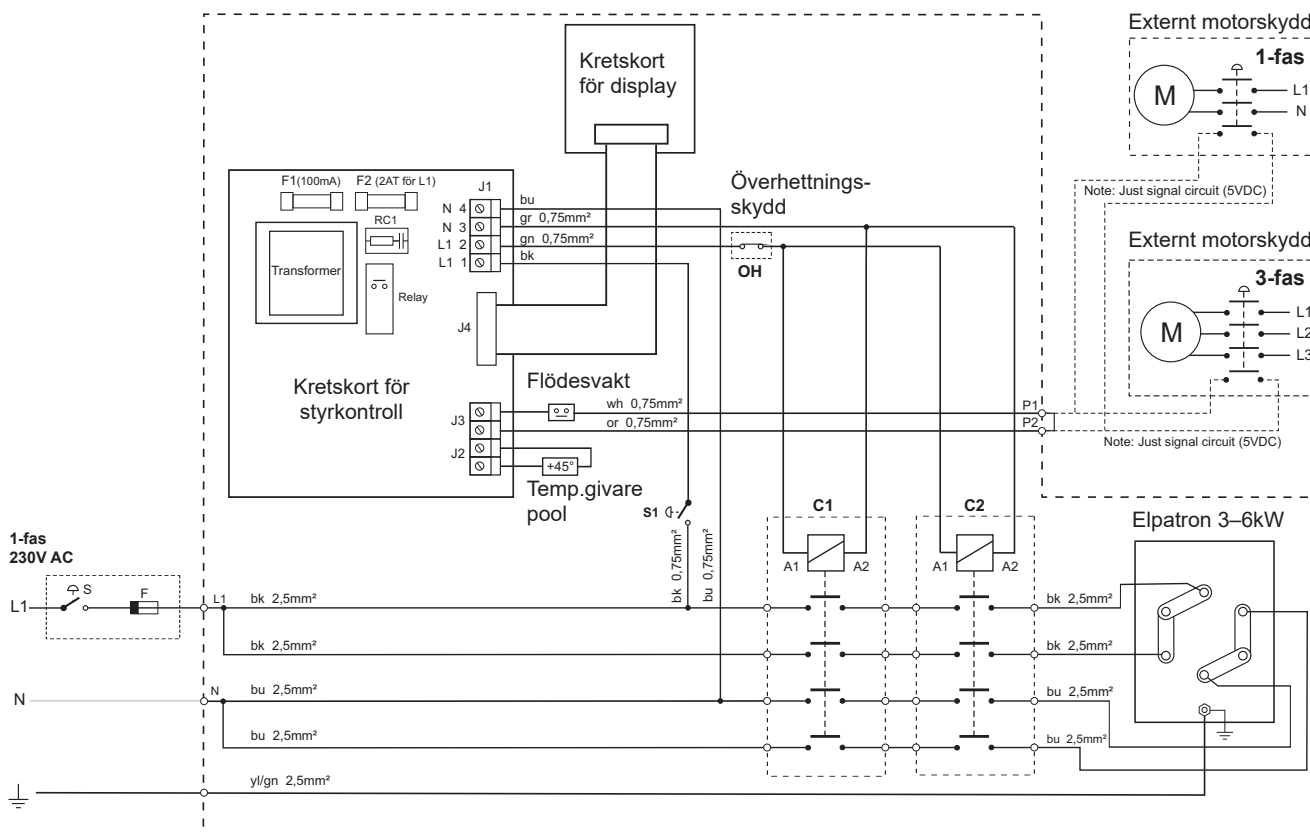 Externt motorskydd
1-fas
M
L1
N
Note: Just signal circuit (5VDC)
Externt motorskydd
3-fas
M
L1
L2
L3
Note: Just signal circuit (5VDC)
Kretskort
för display
F1(100mA)
F2 (2AT för L1)
J1
RC1
N 4
N 3
L1 2
L1 1
bu
gr 0,75mm²
gn 0,75mm²
bk
Transformer
Relay
J4
Överhettnings-
skydd
OH
Kretskort för
styrkontroll
Flödesvakt
J3
wh 0,75mm²
or 0,75mm²
P1
P2
J2
+45°
Temp.givare
pool
S1
bk 0,75mm²
bu 0,75mm²
C1
A1
A2
C2
A1
A2
Elpatron 3–6kW
1-fas
230V AC
L1
S
F
L1
bk 2,5mm²
bk 2,5mm²
bk 2,5mm²
bk 2,5mm²
N
N
bu 2,5mm²
bu 2,5mm²
bu 2,5mm²
bu 2,5mm²
yl/gn 2,5mm²